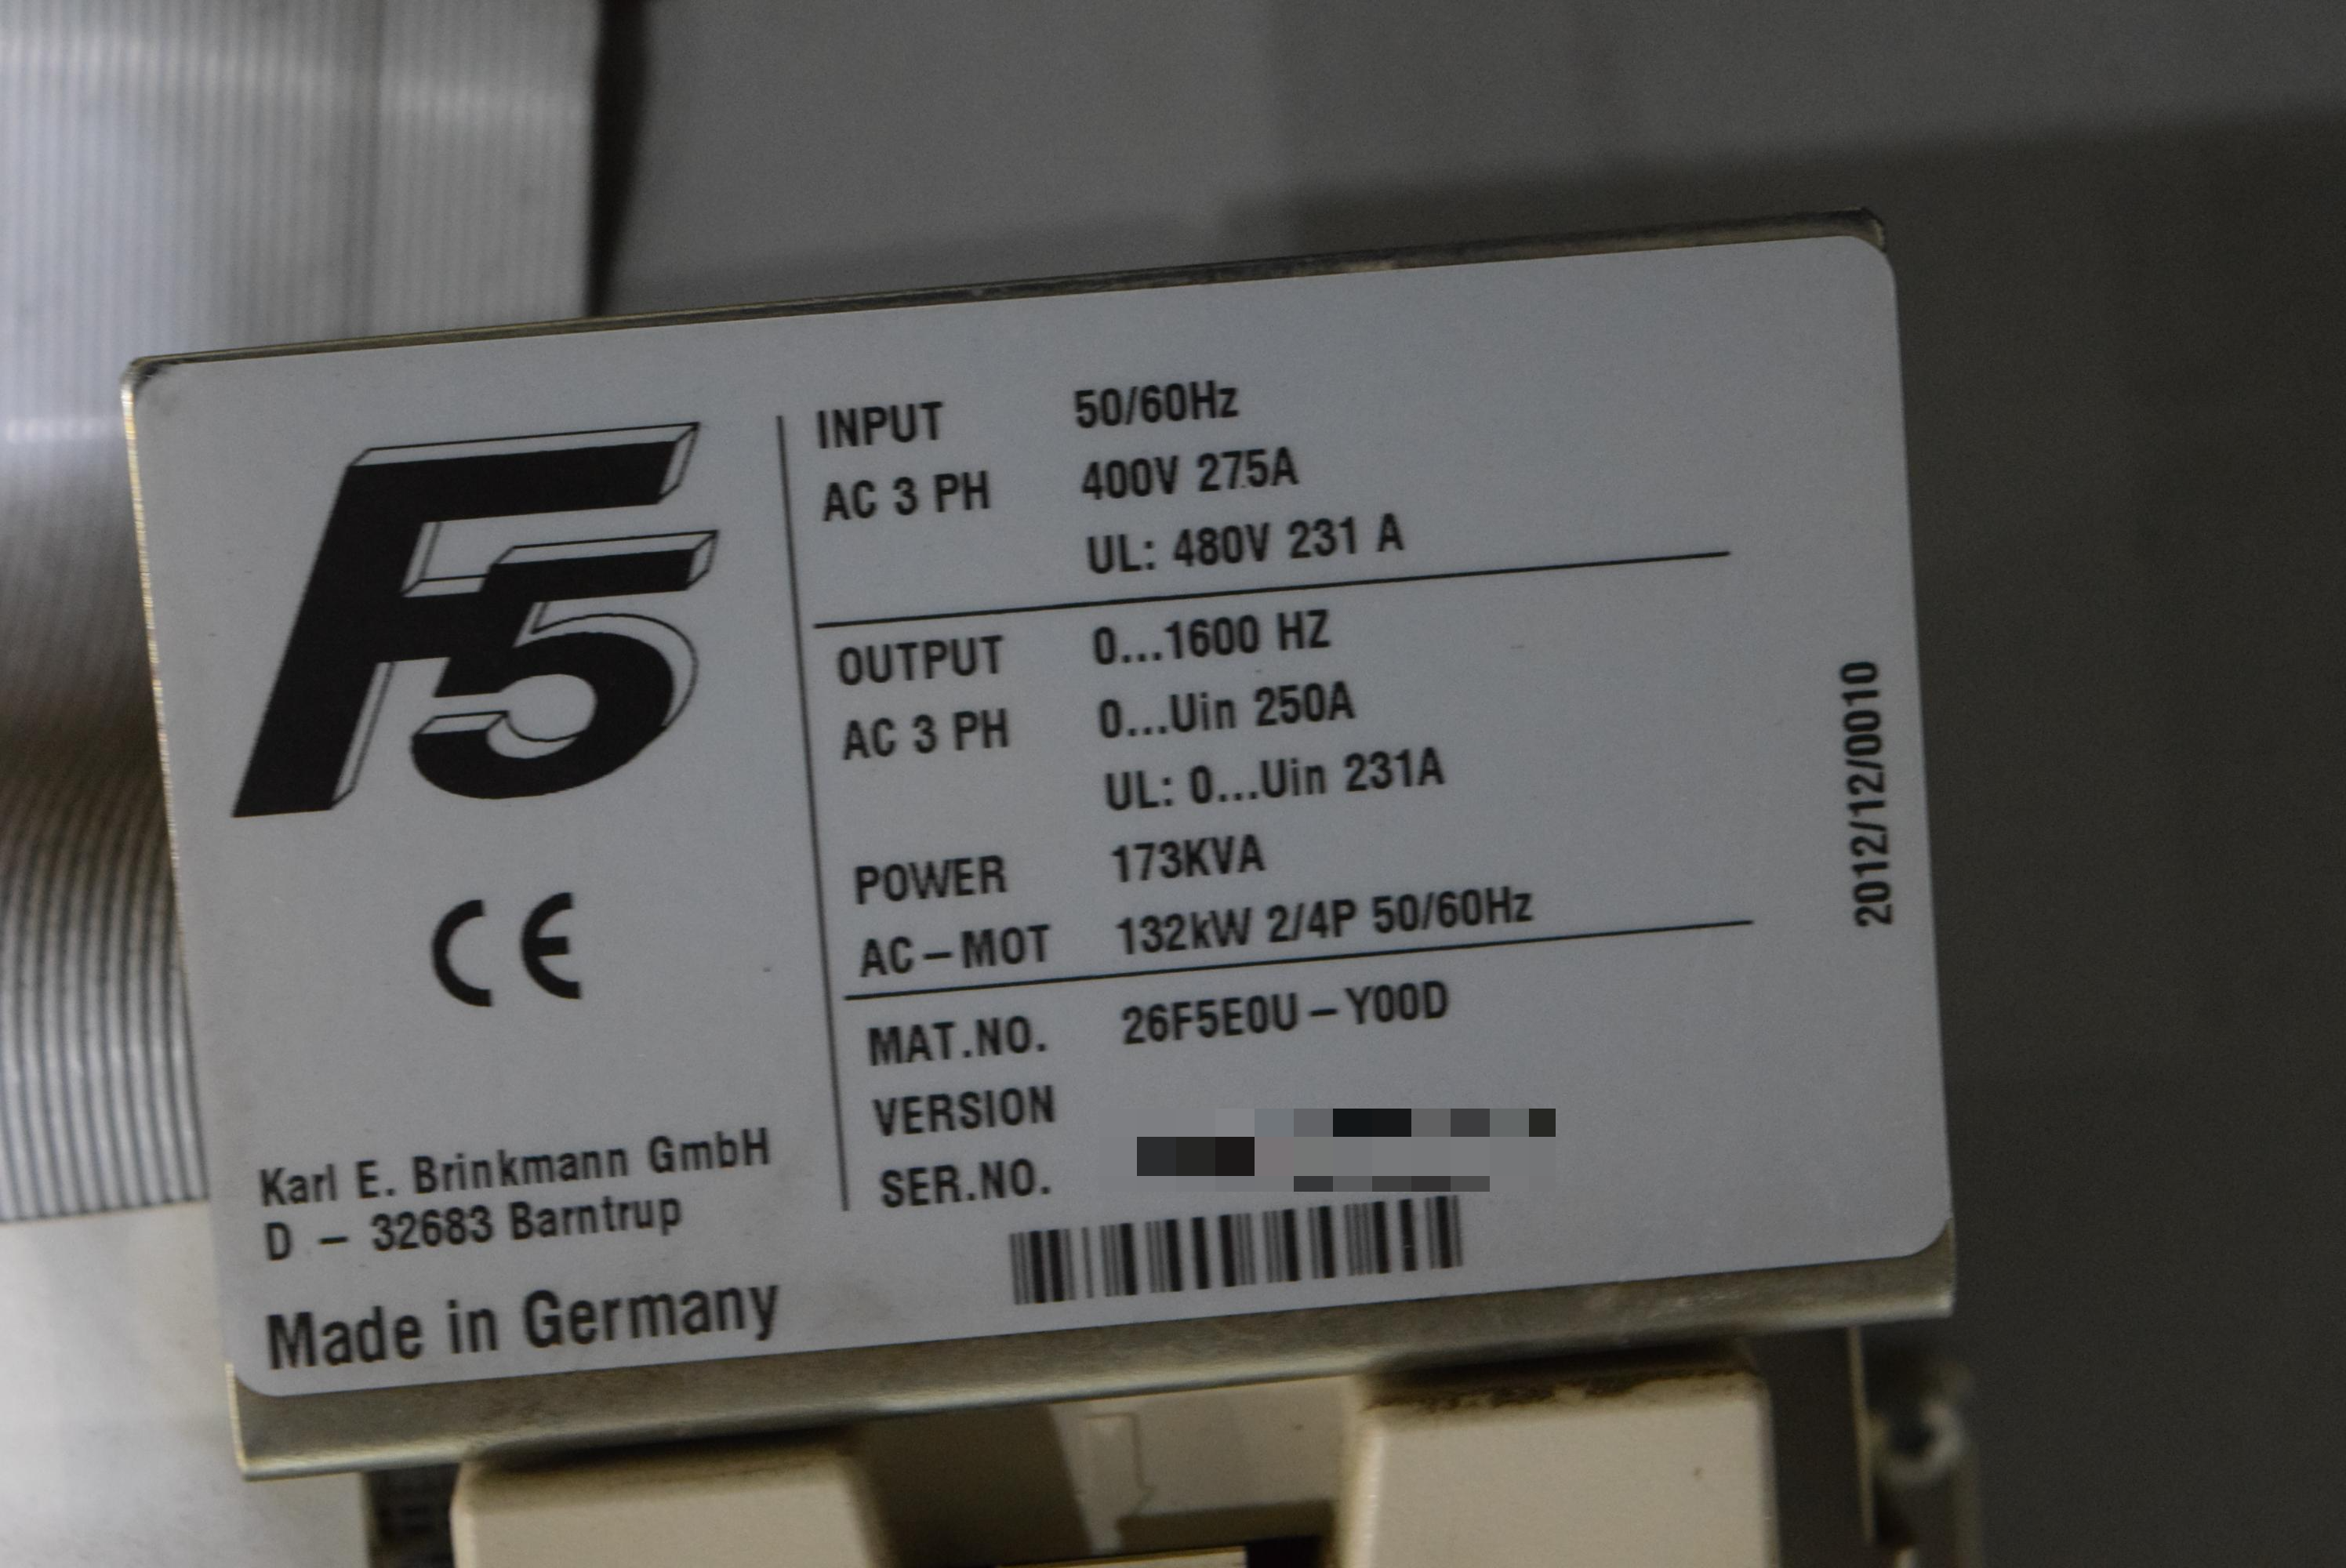 F5
CE
Karl E. Brinkmann GmbH
D – 32683 Barntrup
Made in Germany
INPUT 50/60Hz
AC 3 PH 400V 275A
UL: 480V 231 A
OUTPUT 0...1600 HZ
AC 3 PH 0...Uin 250A
UL: 0...Uin 231A
POWER 173KVA
AC–MOT 132kW 2/4P 50/60Hz
MAT.NO. 26F5E0U–Y00D
VERSION
SER.NO.
2012/12/0010